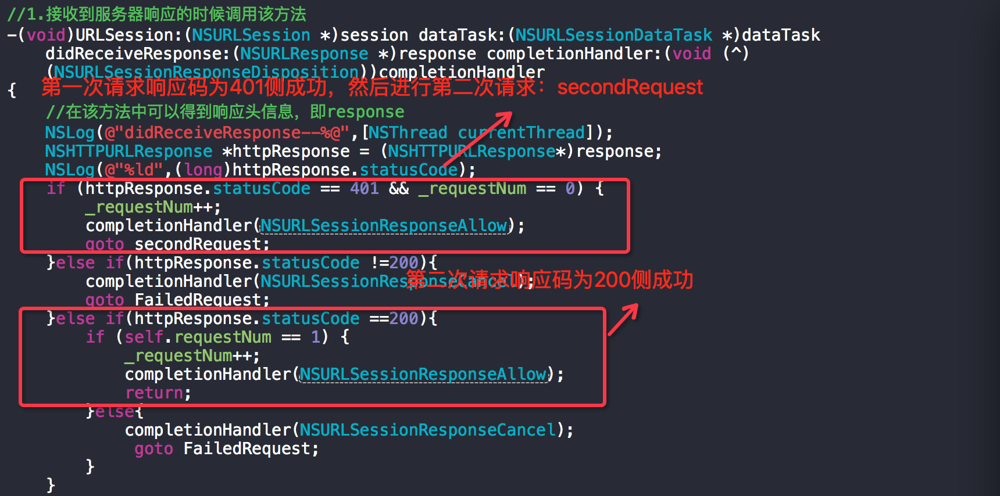 //1.接收到服务器响应的时候调用该方法
-(void)URLSession:(NSURLSession *)session dataTask:(NSURLSessionDataTask *)dataTask
didReceiveResponse:(NSURLResponse *)response completionHandler:(void (^)
(NSURLSessionResponseDisposition))completionHandler
{
第一次请求响应码为401侧成功，然后进行第二次请求：secondRequest
//在该方法中可以得到响应头信息，即response
NSLog(@"didReceiveResponse--%@",[NSThread currentThread]);
NSHTTPURLResponse *httpResponse = (NSHTTPURLResponse*)response;
NSLog(@"%ld",(long)httpResponse.statusCode);
if (httpResponse.statusCode == 401 && _requestNum == 0) {
_requestNum++;
completionHandler(NSURLSessionResponseAllow);
goto secondRequest;
}else if(httpResponse.statusCode !=200){
第二次请求响应码为200侧成功
completionHandler(NSURLSessionResponseCancel);
goto FailedRequest;
}else if(httpResponse.statusCode ==200){
if (self.requestNum == 1) {
_requestNum++;
completionHandler(NSURLSessionResponseAllow);
return;
}else{
completionHandler(NSURLSessionResponseCancel);
goto FailedRequest;
}
}